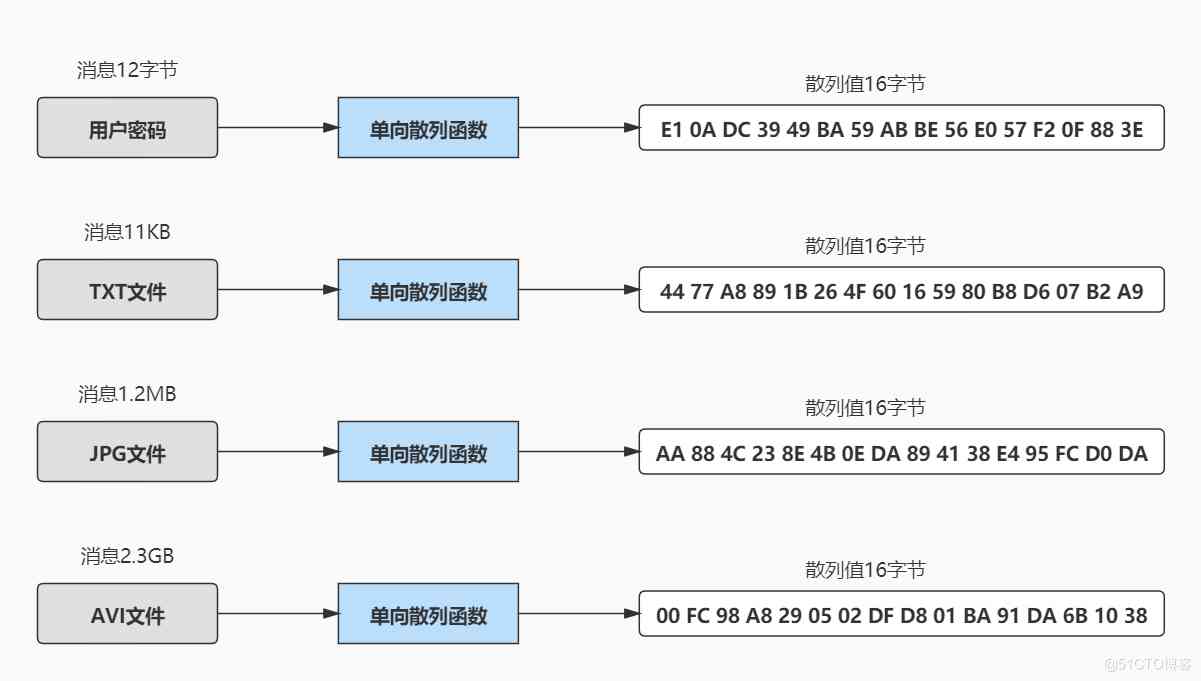 消息12字节
散列值16字节
用户密码
单向散列函数
E1 0A DC 39 49 BA 59 AB BE 56 E0 57 F2 0F 88 3E
消息11KB
散列值16字节
TXT文件
单向散列函数
44 77 A8 89 1B 26 4F 60 16 59 80 B8 D6 07 B2 A9
消息1.2MB
散列值16字节
JPG文件
单向散列函数
AA 88 4C 23 8E 4B 0E DA 89 41 38 E4 95 FC D0 DA
消息2.3GB
散列值16字节
AVI文件
单向散列函数
00 FC 98 A8 29 05 02 DF D8 01 BA 91 DA 6B 10 38
@51CTO博客